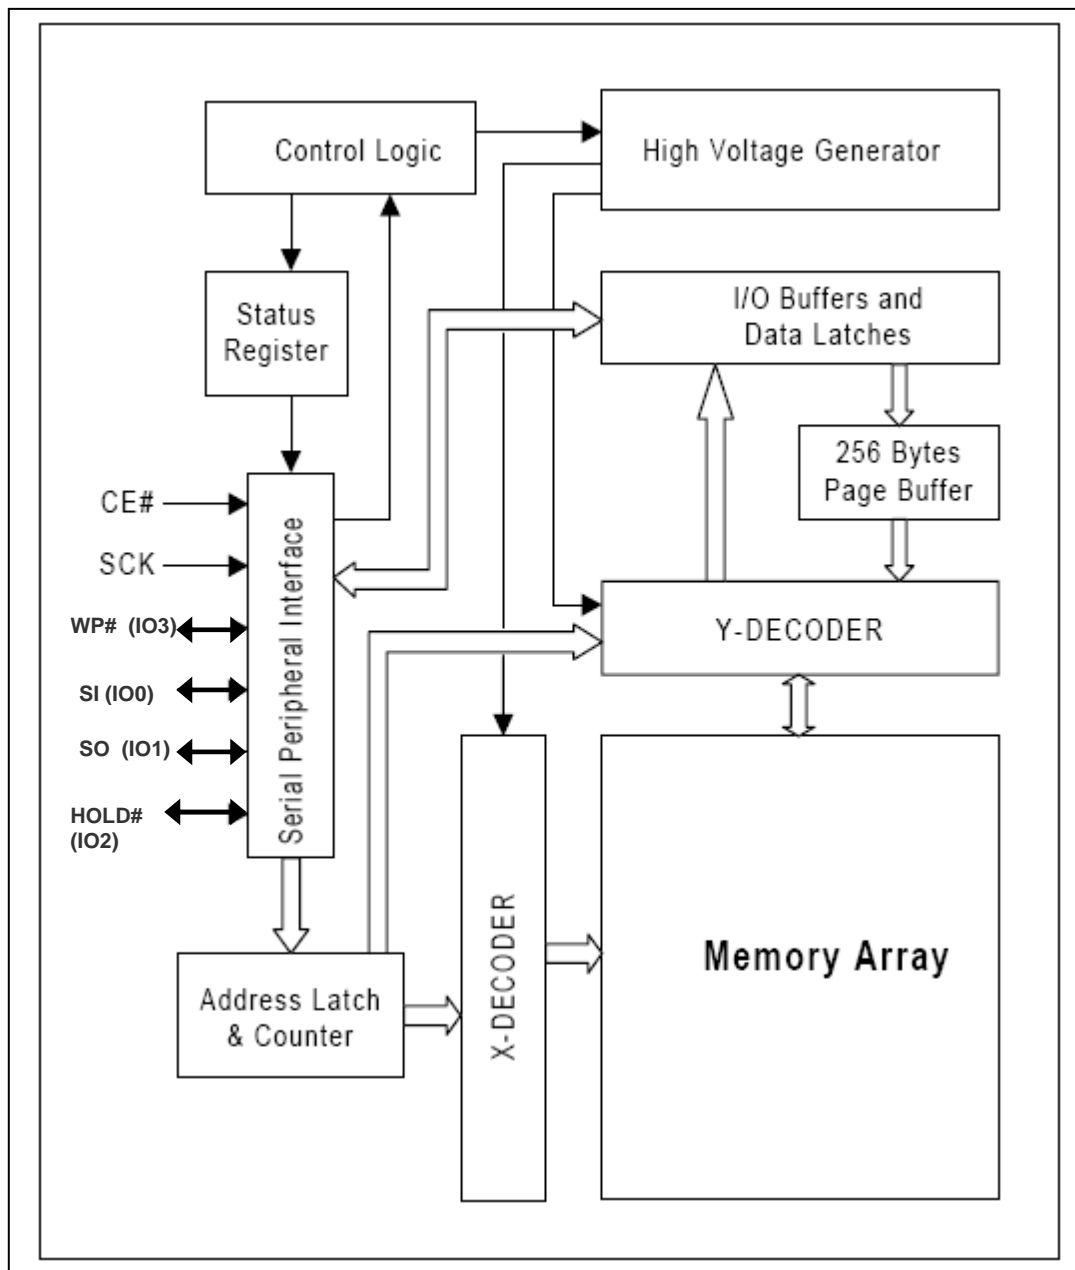 Control Logic
High Voltage Generator
Status
Register
I/O Buffers and
Data Latches
256 Bytes
Page Buffer
CE#
SCK
WP# (IO3)
SI (IO0)
SO (IO1)
HOLD#
(IO2)
Serial Peripheral Interface
Y-DECODER
X-DECODER
Memory Array
Address Latch
& Counter